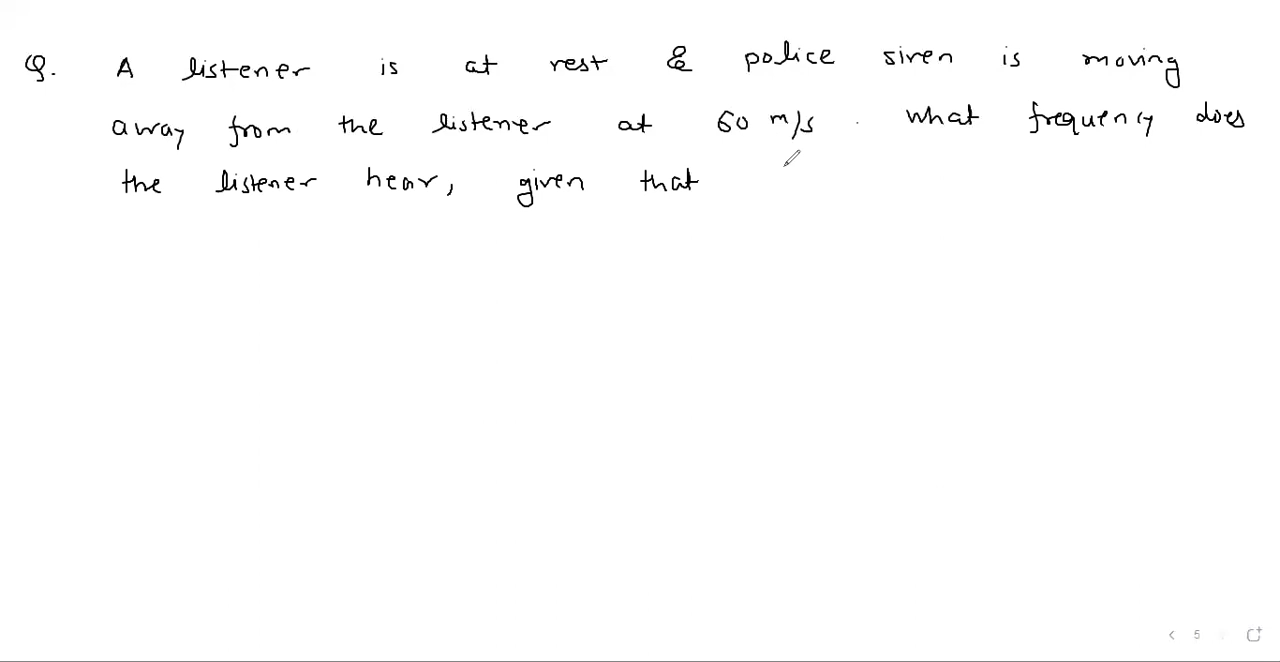 Q. A listener is at rest & police siren is moving
away from the listener at 60 m/s. What frequency does
the listener hear, given that
< 5